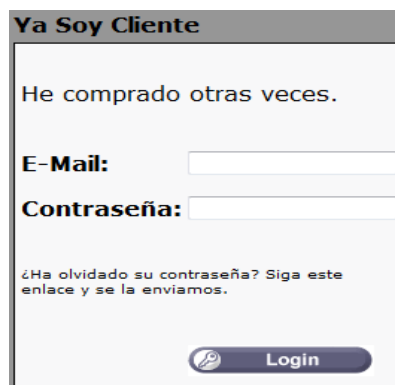 Ya Soy Cliente
He comprado otras veces.
E-Mail:
Contraseña:
¿Ha olvidado su contraseña? Siga este
enlace y se la enviamos.
Login